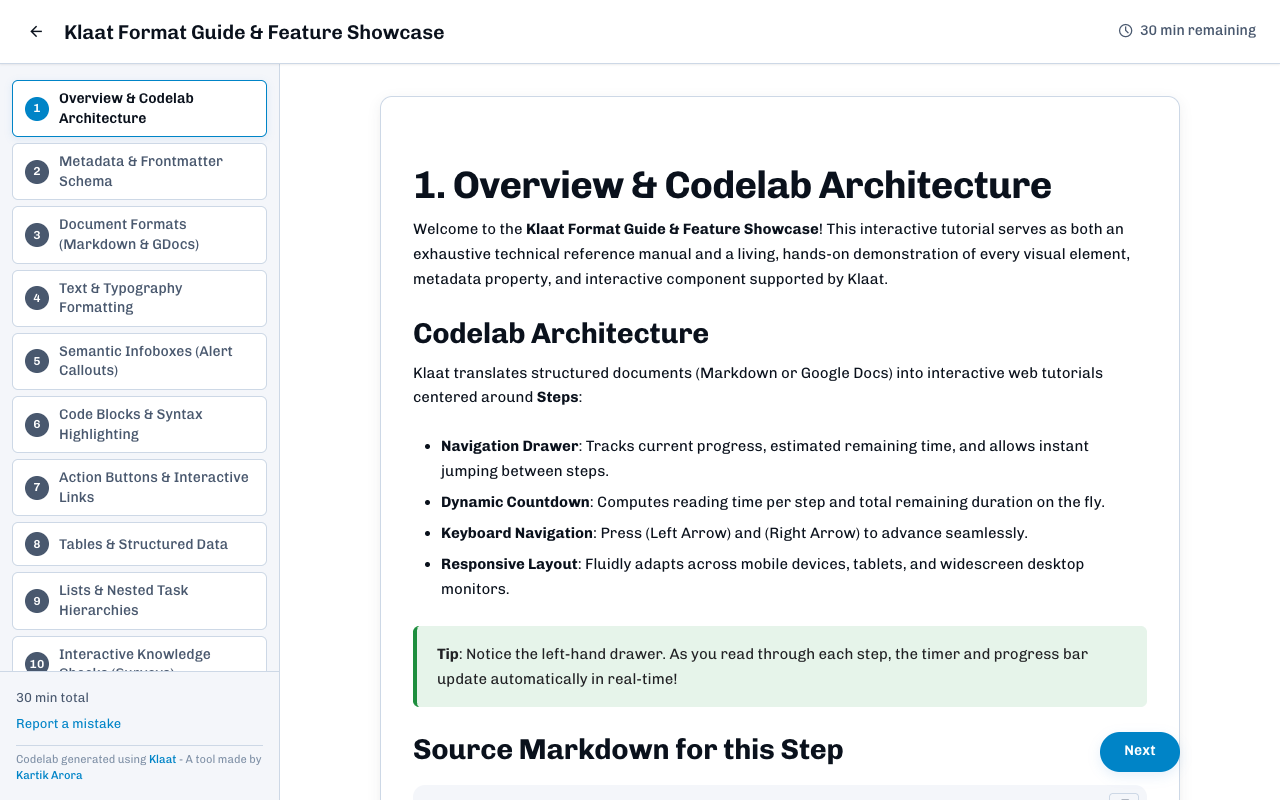 Klaat Format Guide & Feature Showcase
30 min remaining
1
Overview & Codelab
Architecture
2
Metadata & Frontmatter
Schema
3
Document Formats
(Markdown & GDocs)
4
Text & Typography
Formatting
5
Semantic Infoboxes (Alert
Callouts)
6
Code Blocks & Syntax
Highlighting
7
Action Buttons & Interactive
Links
8
Tables & Structured Data
9
Lists & Nested Task
Hierarchies
10
Interactive Knowledge
Checks (Surveys)
30 min total
Report a mistake
Codelab generated using Klaat - A tool made by
Kartik Arora
1. Overview & Codelab Architecture
Welcome to the Klaat Format Guide & Feature Showcase! This interactive tutorial serves as both an
exhaustive technical reference manual and a living, hands-on demonstration of every visual element,
metadata property, and interactive component supported by Klaat.
Codelab Architecture
Klaat translates structured documents (Markdown or Google Docs) into interactive web tutorials
centered around Steps:
• Navigation Drawer: Tracks current progress, estimated remaining time, and allows instant
jumping between steps.
• Dynamic Countdown: Computes reading time per step and total remaining duration on the fly.
• Keyboard Navigation: Press (Left Arrow) and (Right Arrow) to advance seamlessly.
• Responsive Layout: Fluidly adapts across mobile devices, tablets, and widescreen desktop
monitors.
Tip: Notice the left-hand drawer. As you read through each step, the timer and progress bar
update automatically in real-time!
Source Markdown for this Step
Next